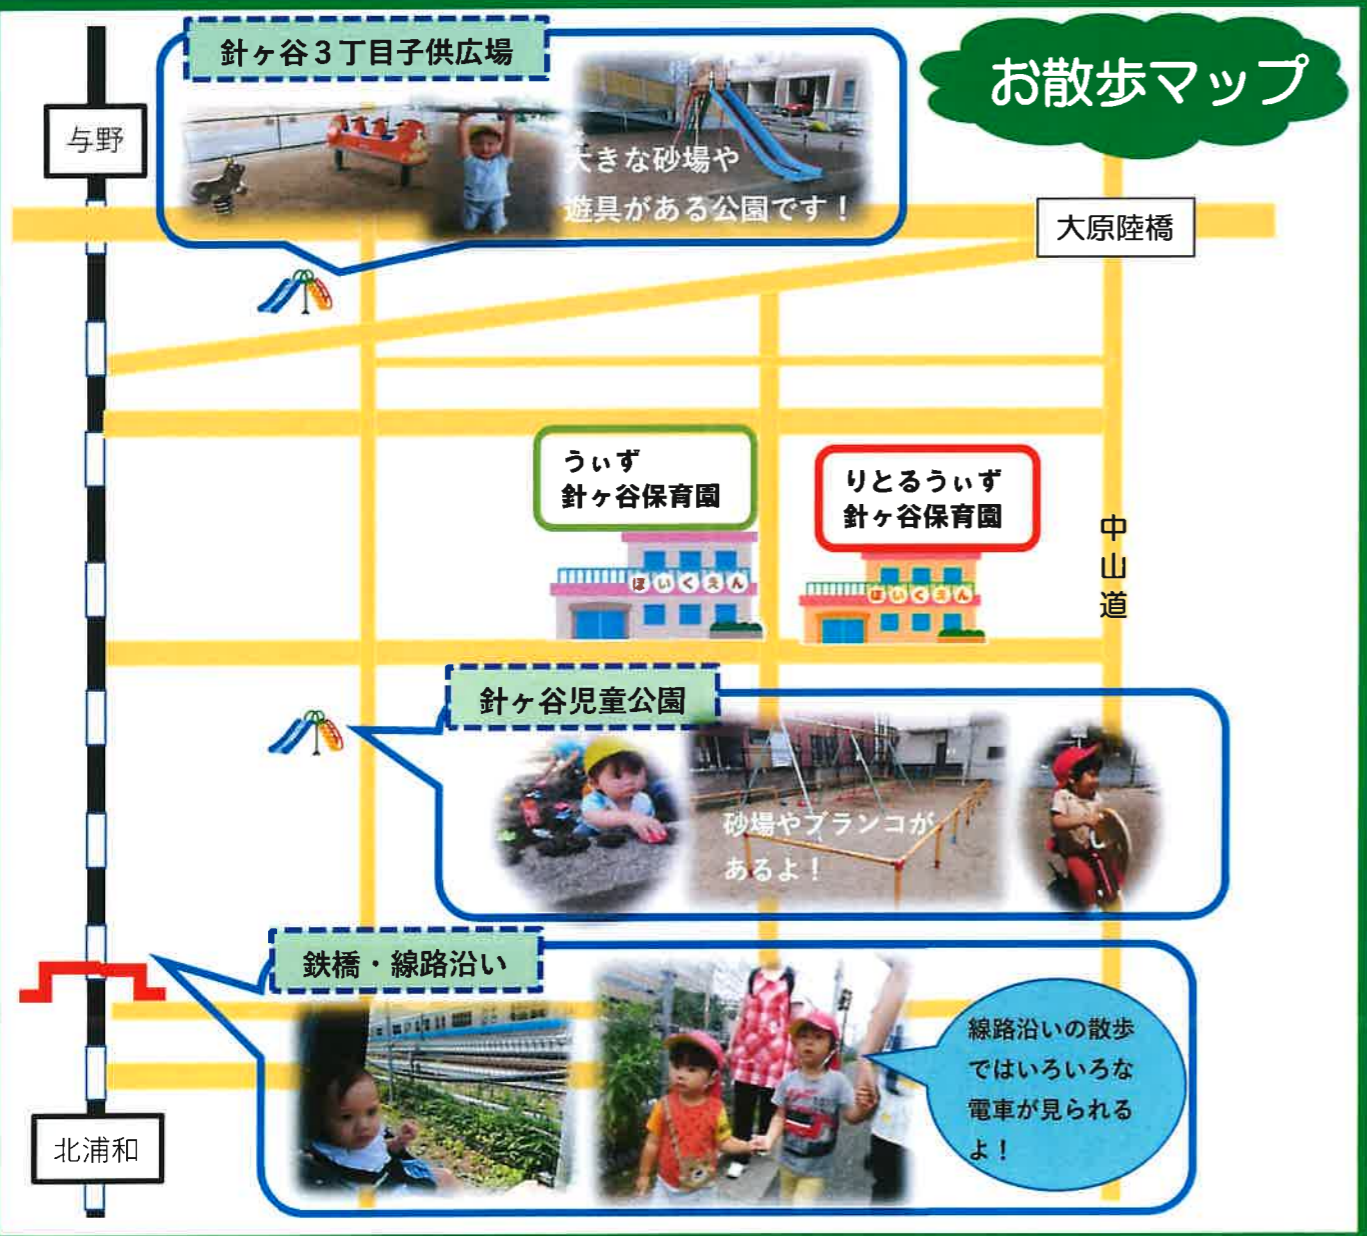 お散歩マップ
針ヶ谷３丁目子供広場
大きな砂場や
遊具がある公園です！
与野
大原陸橋
うぃず
針ヶ谷保育園
りとるうぃず
針ヶ谷保育園
ほいくえん
ほいくえん
中山道
針ヶ谷児童公園
砂場やブランコが
あるよ！
鉄橋・線路沿い
線路沿いの散歩
ではいろいろな
電車が見られる
よ！
北浦和